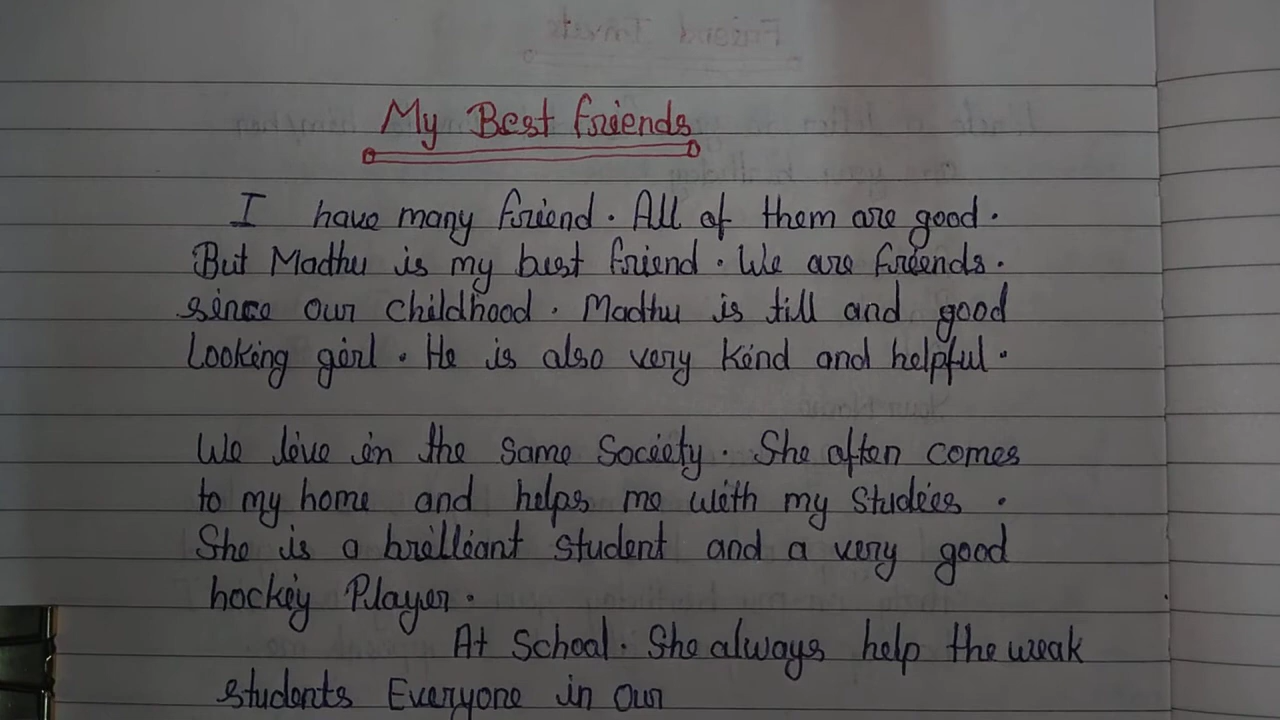 My Best friends
I have many friend. All of them are good.
But Madhu is my best friend. We are friends.
since our childhood. Madhu is till and good
looking girl. He is also very kind and helpful.
We live in the same Society. She often comes
to my home and helps me with my studies.
She is a brilliant student and a very good
hockey Player.
At School. She always help the weak
students Everyone in our